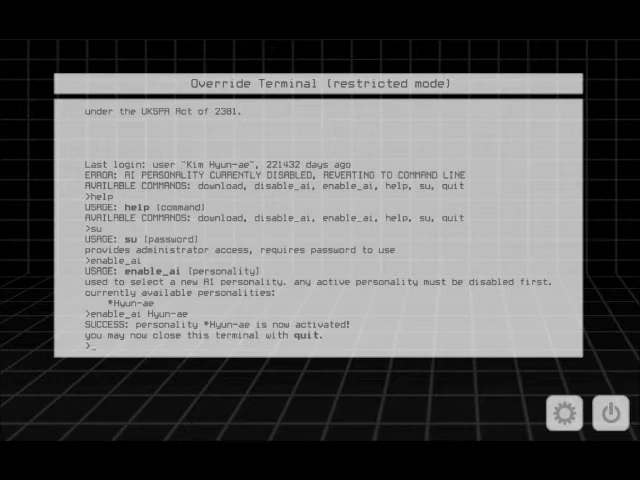 Override Terminal (restricted mode)
under the UKSPA Act of 2381.
Last login: user "Kim Hyun-ae", 221432 days ago
ERROR: AI PERSONALITY CURRENTLY DISABLED, REVERTING TO COMMAND LINE
AVAILABLE COMMANDS: download, disable_ai, enable_ai, help, su, quit
>help
USAGE: help [command]
AVAILABLE COMMANDS: download, disable_ai, enable_ai, help, su, quit
>su
USAGE: su [password]
provides administrator access, requires password to use
>enable_ai
USAGE: enable_ai [personality]
used to select a new AI personality. any active personality must be disabled first.
currently available personalities:
*Hyun-ae
>enable_ai Hyun-ae
SUCCESS: personality *Hyun-ae is now activated!
you may now close this terminal with quit.
>_